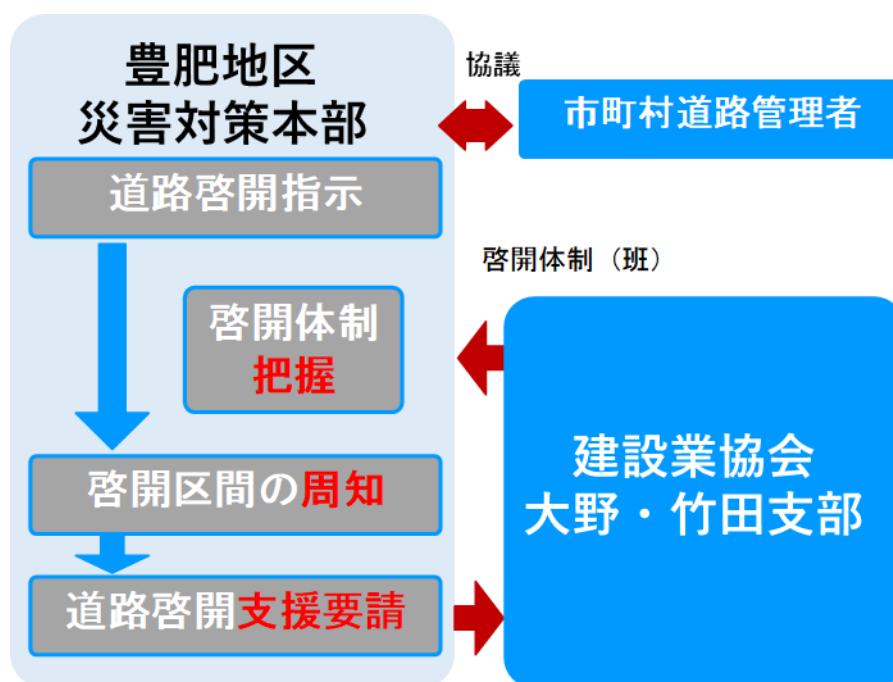 豊肥地区
災害対策本部
協議
市町村道路管理者
道路啓開指示
啓開体制（班）
啓開体制
把握
建設業協会
大野・竹田支部
啓開区間の周知
道路啓開支援要請